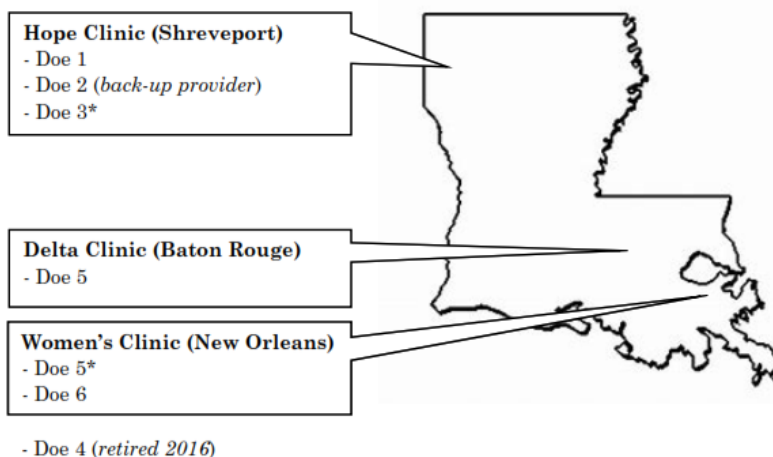 Hope Clinic (Shreveport)
- Doe 1
- Doe 2 (back-up provider)
- Doe 3*
Delta Clinic (Baton Rouge)
- Doe 5
Women’s Clinic (New Orleans)
- Doe 5*
- Doe 6
- Doe 4 (retired 2016)